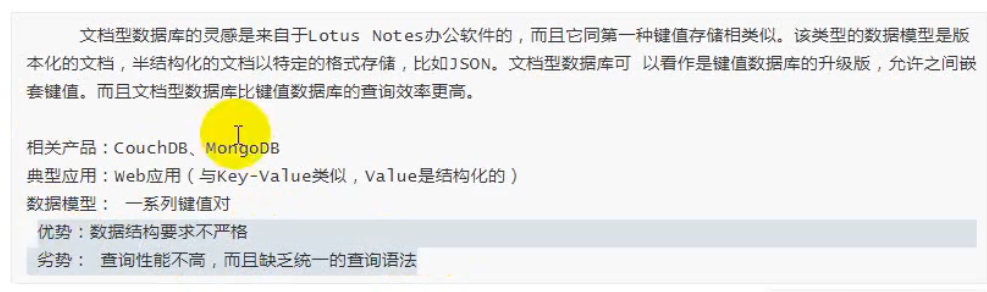 文档型数据库的灵感是来自于Lotus Notes办公软件的，而且它同第一种键值存储相类似。该类型的数据模型是版
本化的文档，半结构化的文档以特定的格式存储，比如JSON。文档型数据库可 以看作是键值数据库的升级版，允许之间嵌
套键值。而且文档型数据库比键值数据库的查询效率更高。
相关产品：CouchDB、MongoDB
典型应用：Web应用（与Key-Value类似，Value是结构化的）
数据模型： 一系列键值对
优势：数据结构要求不严格
劣势： 查询性能不高，而且缺乏统一的查询语法